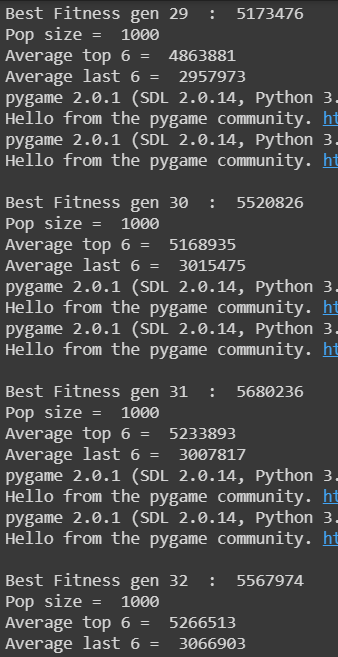 Best Fitness gen 29  :  5173476
Pop size =  1000
Average top 6 =  4863881
Average last 6 =  2957973
pygame 2.0.1 (SDL 2.0.14, Python 3.
Hello from the pygame community. ht
pygame 2.0.1 (SDL 2.0.14, Python 3.
Hello from the pygame community. ht
Best Fitness gen 30  :  5520826
Pop size =  1000
Average top 6 =  5168935
Average last 6 =  3015475
pygame 2.0.1 (SDL 2.0.14, Python 3.
Hello from the pygame community. ht
pygame 2.0.1 (SDL 2.0.14, Python 3.
Hello from the pygame community. ht
Best Fitness gen 31  :  5680236
Pop size =  1000
Average top 6 =  5233893
Average last 6 =  3007817
pygame 2.0.1 (SDL 2.0.14, Python 3.
Hello from the pygame community. ht
pygame 2.0.1 (SDL 2.0.14, Python 3.
Hello from the pygame community. ht
Best Fitness gen 32  :  5567974
Pop size =  1000
Average top 6 =  5266513
Average last 6 =  3066903